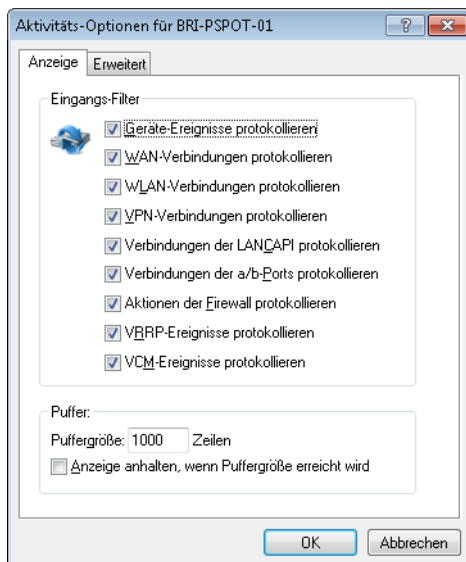 Aktivitäts-Optionen für BRI-PSPOT-01
Anzeige
Erweitert
Eingangs-Filter
Geräte-Ereignisse protokollieren
WAN-Verbindungen protokollieren
WLAN-Verbindungen protokollieren
VPN-Verbindungen protokollieren
Verbindungen der LANCAPI protokollieren
Verbindungen der a/b-Ports protokollieren
Aktionen der Firewall protokollieren
VRRP-Ereignisse protokollieren
VCM-Ereignisse protokollieren
Puffer:
Puffergröße: 1000 Zeilen
Anzeige anhalten, wenn Puffergröße erreicht wird
OK
Abbrechen